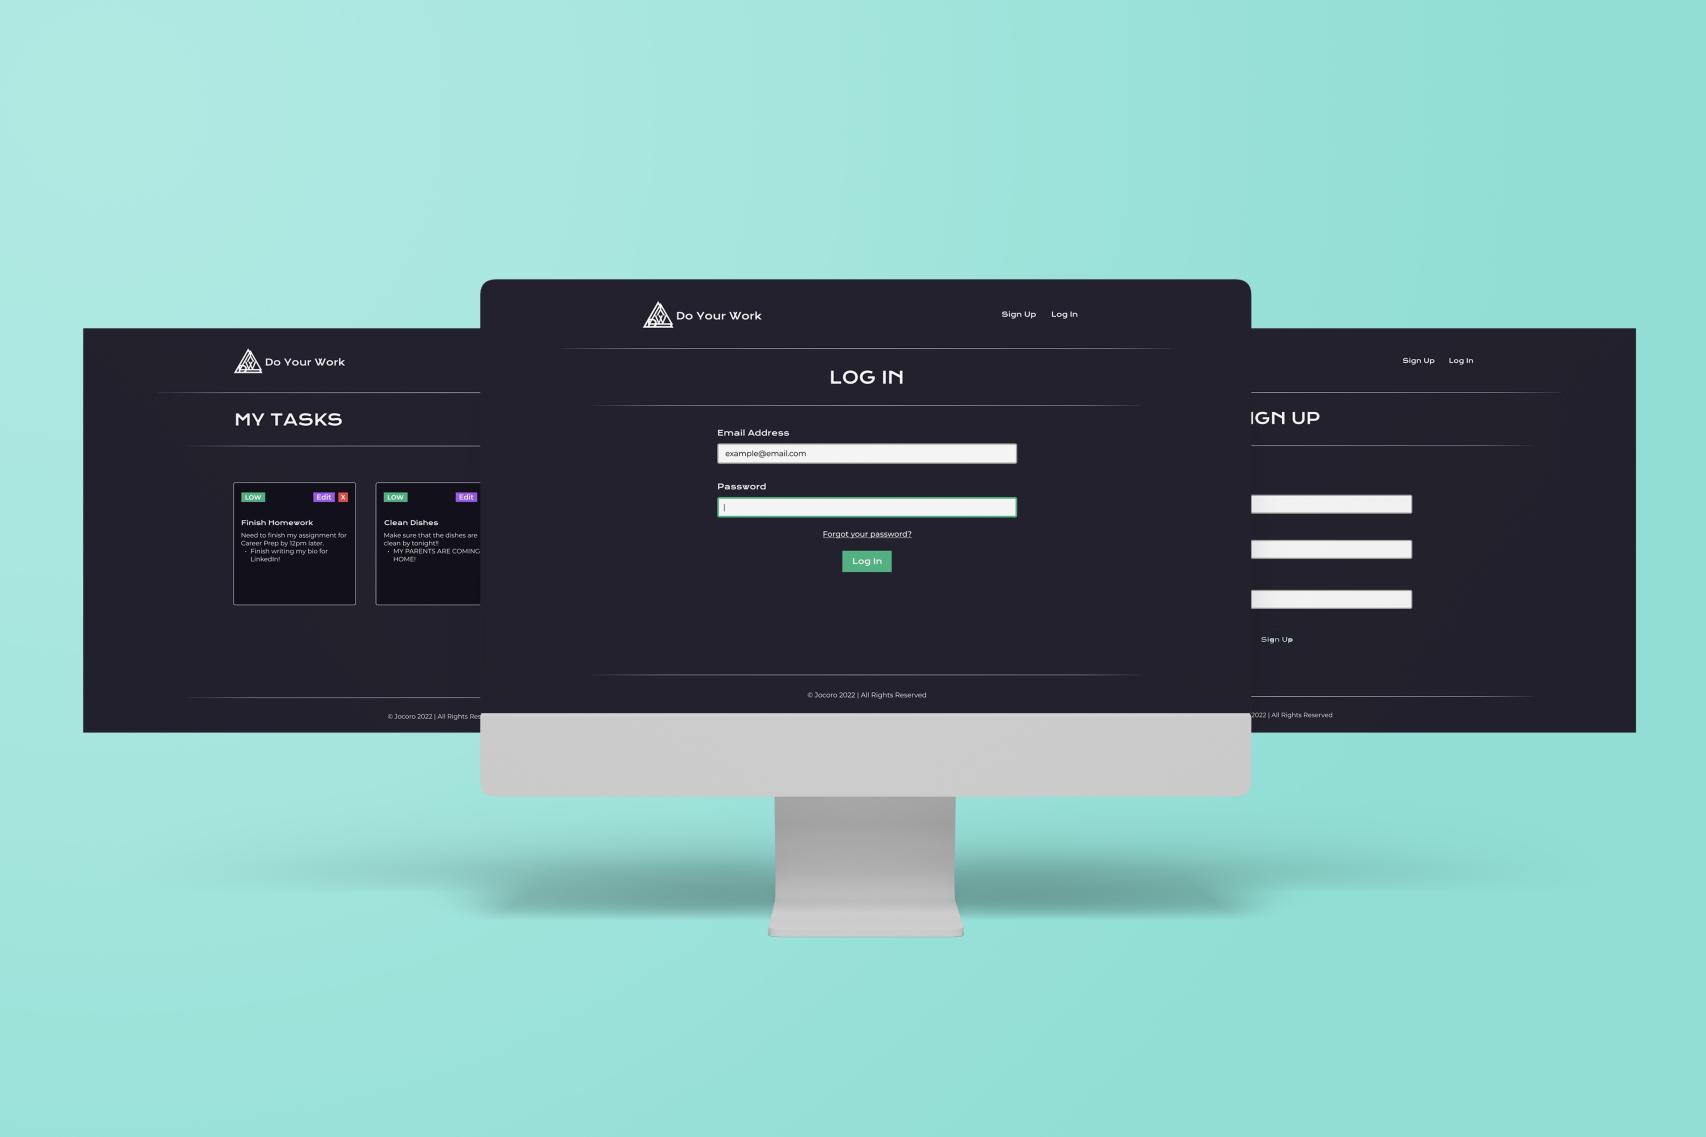 Do Your Work
MY TASKS
LOW
Edit
X
Finish Homework
Need to finish my assignment for
Career Prep by 12pm later.
• Finish writing my bio for
LinkedIn!
LOW
Edit
Clean Dishes
Make sure that the dishes are
clean by tonight!!
• MY PARENTS ARE COMING
HOME!
© Jocoro 2022 | All Rights Res
Do Your Work
Sign Up
Log In
LOG IN
Email Address
example@email.com
Password
Forgot your password?
Log In
© Jocoro 2022 | All Rights Reserved
Sign Up
Log In
IGN UP
Sign Up
2022 | All Rights Reserved